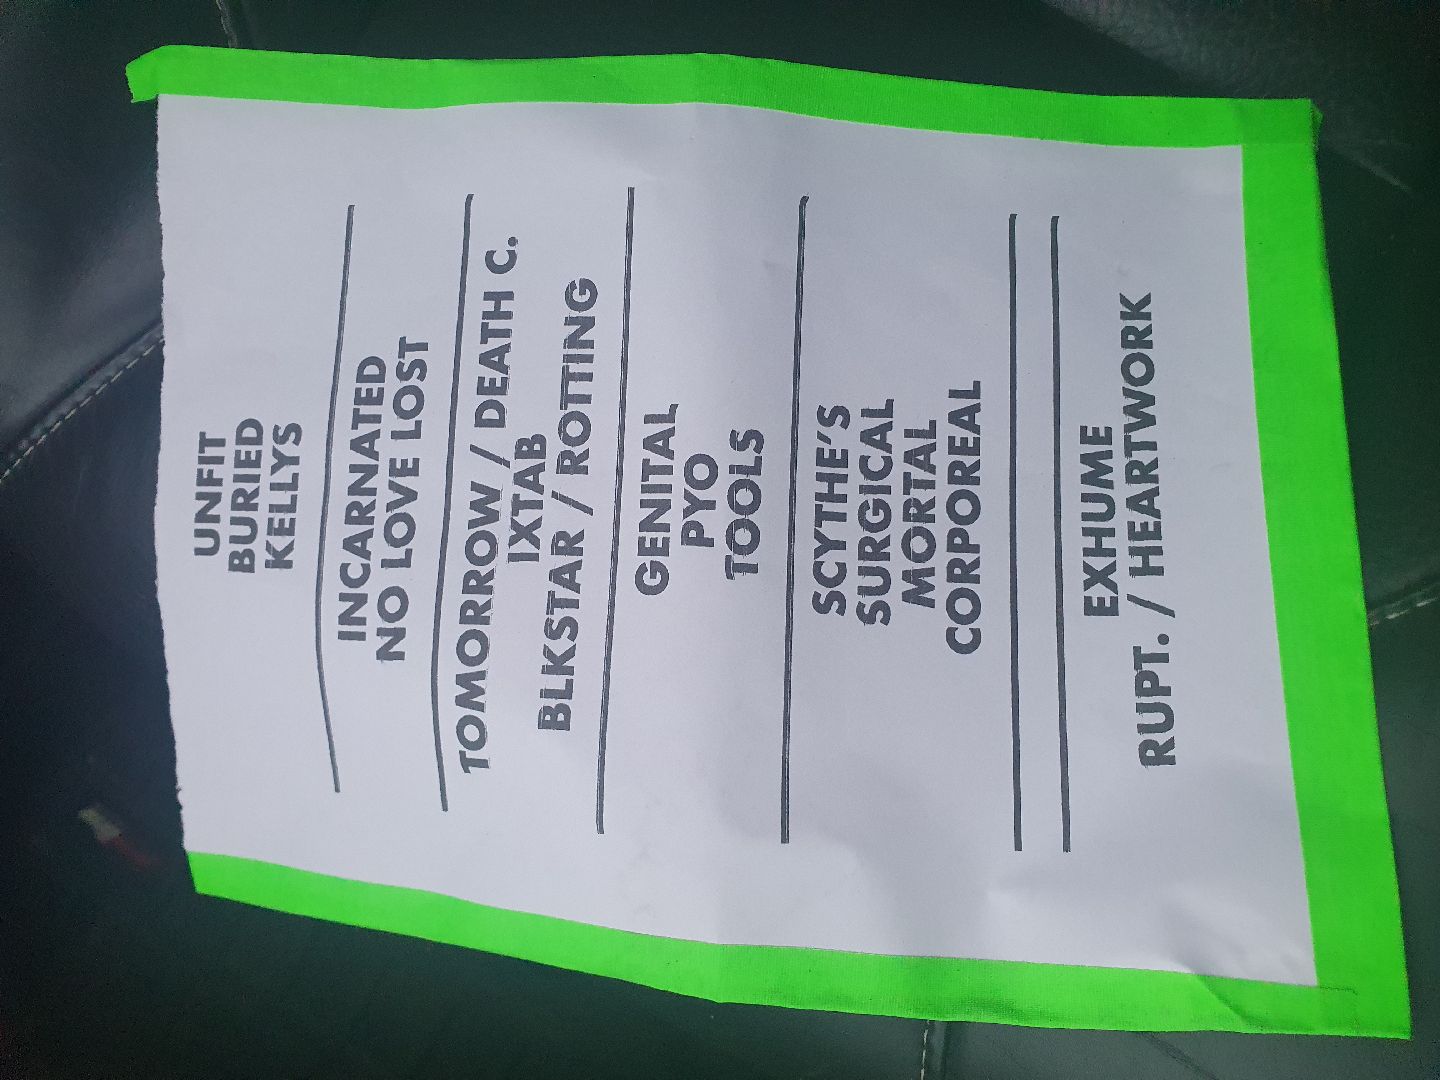 UNFIT
BURIED
KELLYS
INCARNATED
NO LOVE LOST
TOMORROW / DEATH C.
IXTAB
BLKSTAR / ROTTING
GENITAL
PYO
TOOLS
SCYTHE'S
SURGICAL
MORTAL
CORPOREAL
EXHUME
RUPT. / HEARTWORK